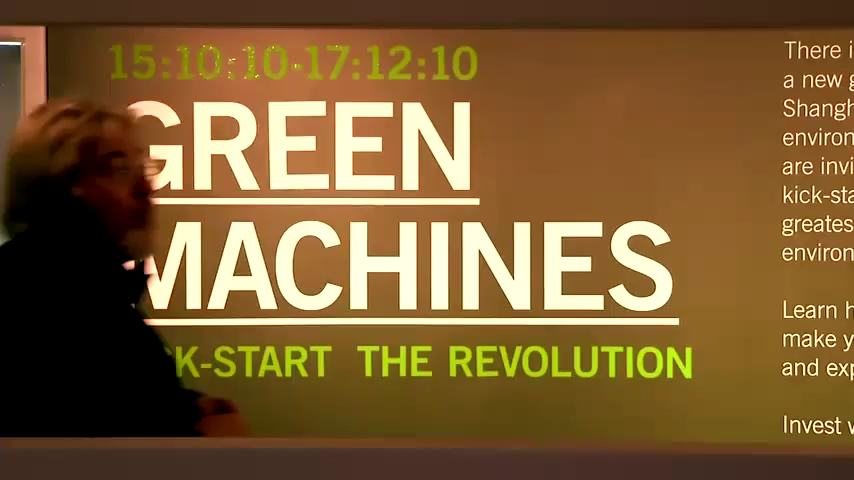 15:10:10-17:12:10
GREEN
MACHINES
K-START THE REVOLUTION
There i
a new g
Shangh
environ
are invi
kick-sta
greates
environ
Learn h
make y
and exp
Invest w